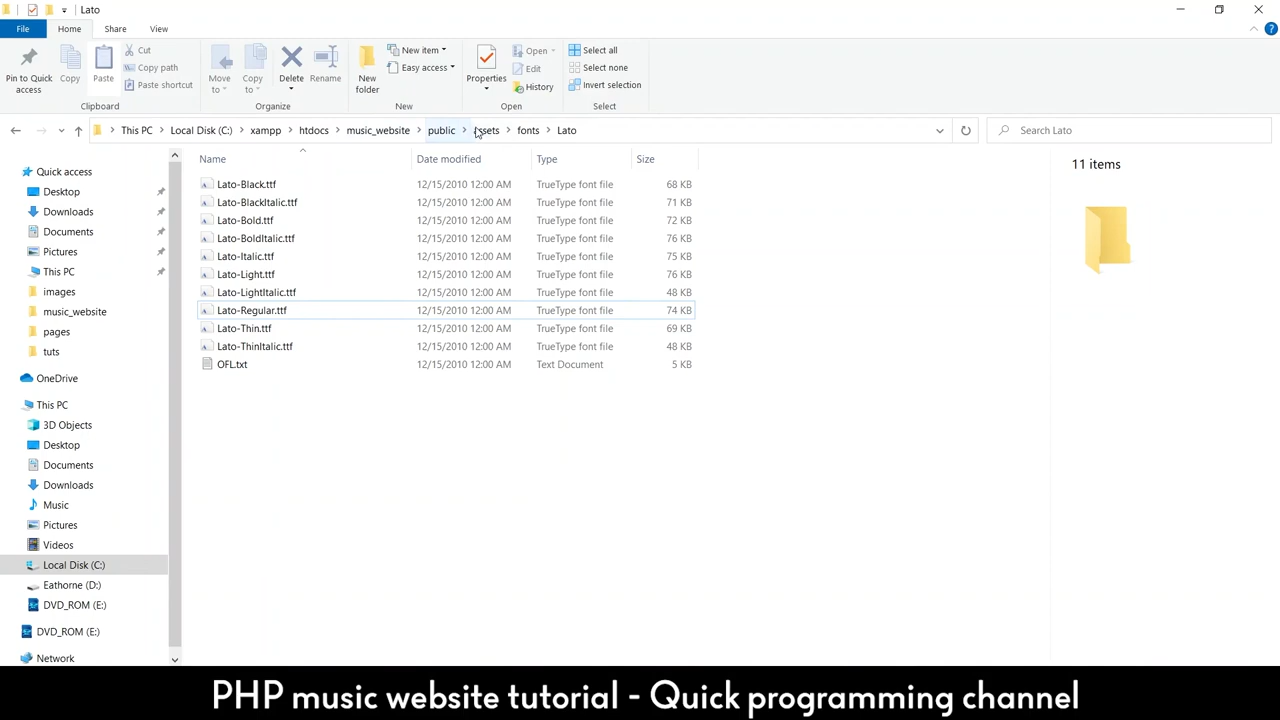 Lato
File Home Share View
Pin to Quick access
Copy
Paste
Cut
Copy path
Paste shortcut
Clipboard
Move to
Copy to
Delete
Rename
Organize
New folder
New item
Easy access
New
Properties
Open
Edit
History
Open
Select all
Select none
Invert selection
Select
This PC > Local Disk (C:) > xampp > htdocs > music_website > public > assets > fonts > Lato
Search Lato
Quick access
Desktop
Downloads
Documents
Pictures
This PC
images
music_website
pages
tuts
OneDrive
This PC
3D Objects
Desktop
Documents
Downloads
Music
Pictures
Videos
Local Disk (C:)
Eathorne (D:)
DVD_ROM (E:)
DVD_ROM (E:)
Network
Name Date modified Type Size
Lato-Black.ttf 12/15/2010 12:00 AM TrueType font file 68 KB
Lato-BlackItalic.ttf 12/15/2010 12:00 AM TrueType font file 71 KB
Lato-Bold.ttf 12/15/2010 12:00 AM TrueType font file 72 KB
Lato-BoldItalic.ttf 12/15/2010 12:00 AM TrueType font file 76 KB
Lato-Italic.ttf 12/15/2010 12:00 AM TrueType font file 75 KB
Lato-Light.ttf 12/15/2010 12:00 AM TrueType font file 76 KB
Lato-LightItalic.ttf 12/15/2010 12:00 AM TrueType font file 48 KB
Lato-Regular.ttf 12/15/2010 12:00 AM TrueType font file 74 KB
Lato-Thin.ttf 12/15/2010 12:00 AM TrueType font file 69 KB
Lato-ThinItalic.ttf 12/15/2010 12:00 AM TrueType font file 48 KB
OFL.txt 12/15/2010 12:00 AM Text Document 5 KB
11 items
PHP music website tutorial - Quick programming channel